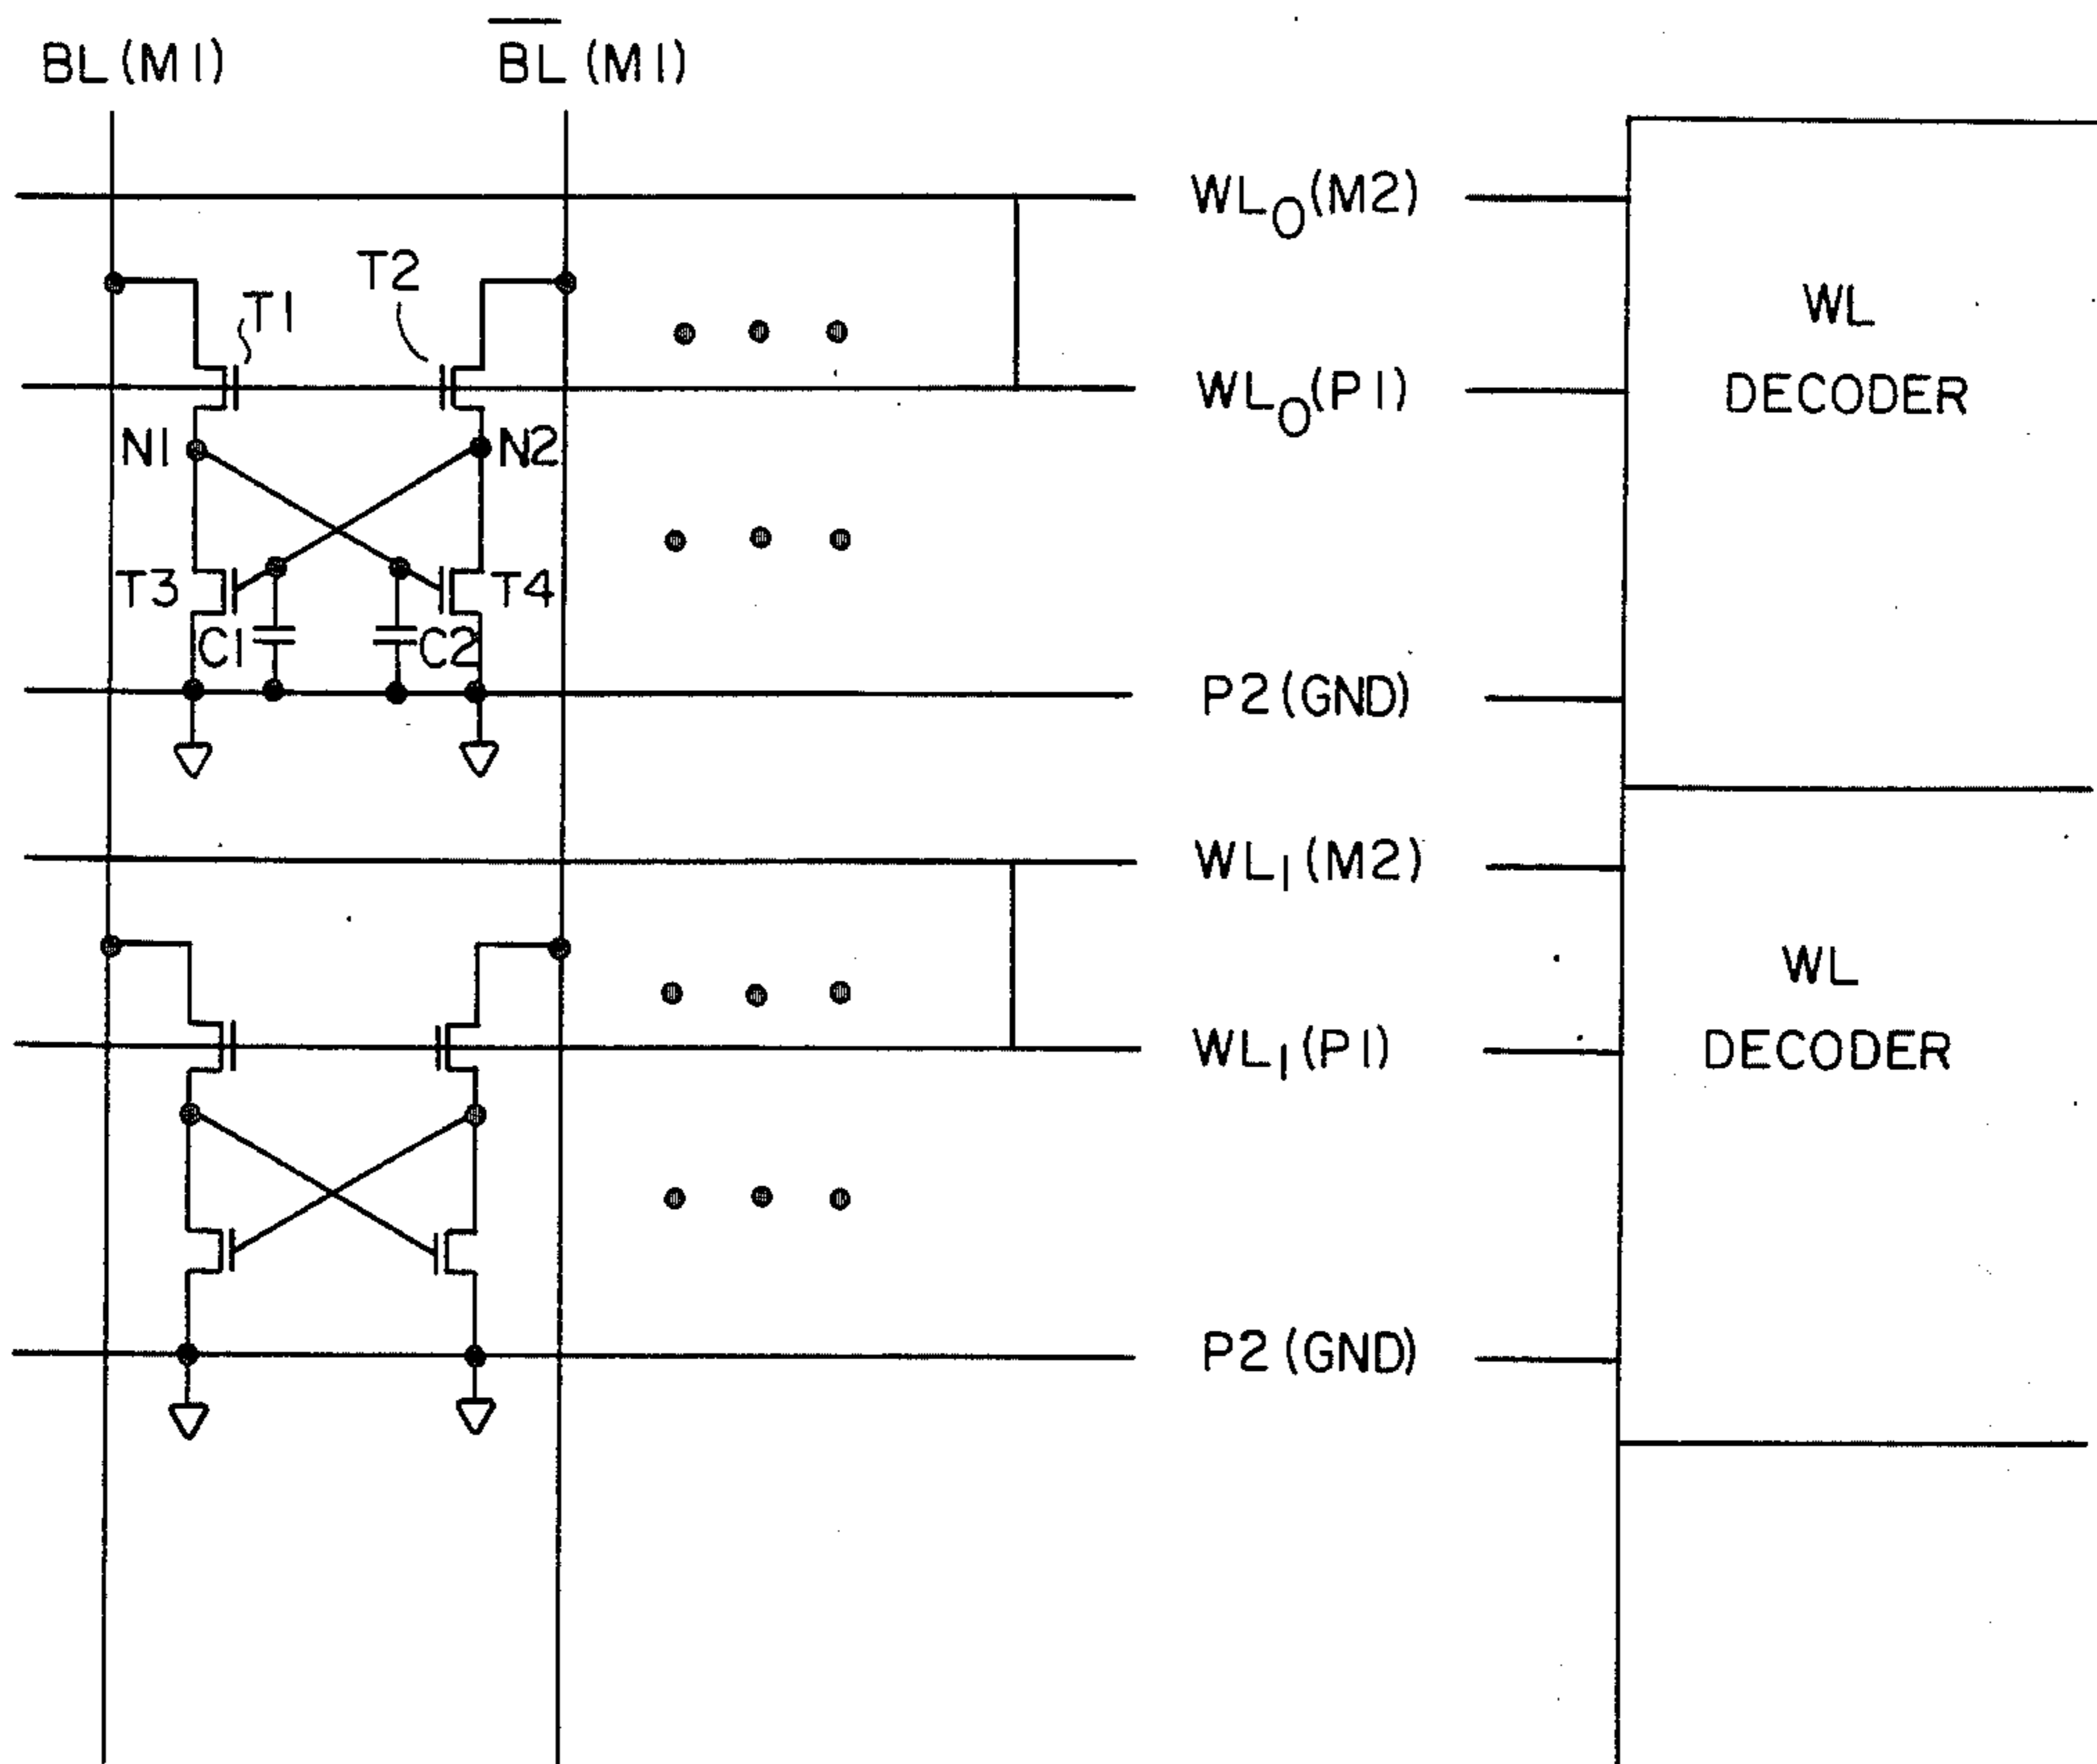 BL(M1)
B̅L̅(M1)
WL0(M2)
T2
T1
WL
WL0(P1)
DECODER
N1
N2
T3
T4
C1
C2
P2(GND)
WL1(M2)
WL
WL1(P1)
DECODER
P2(GND)